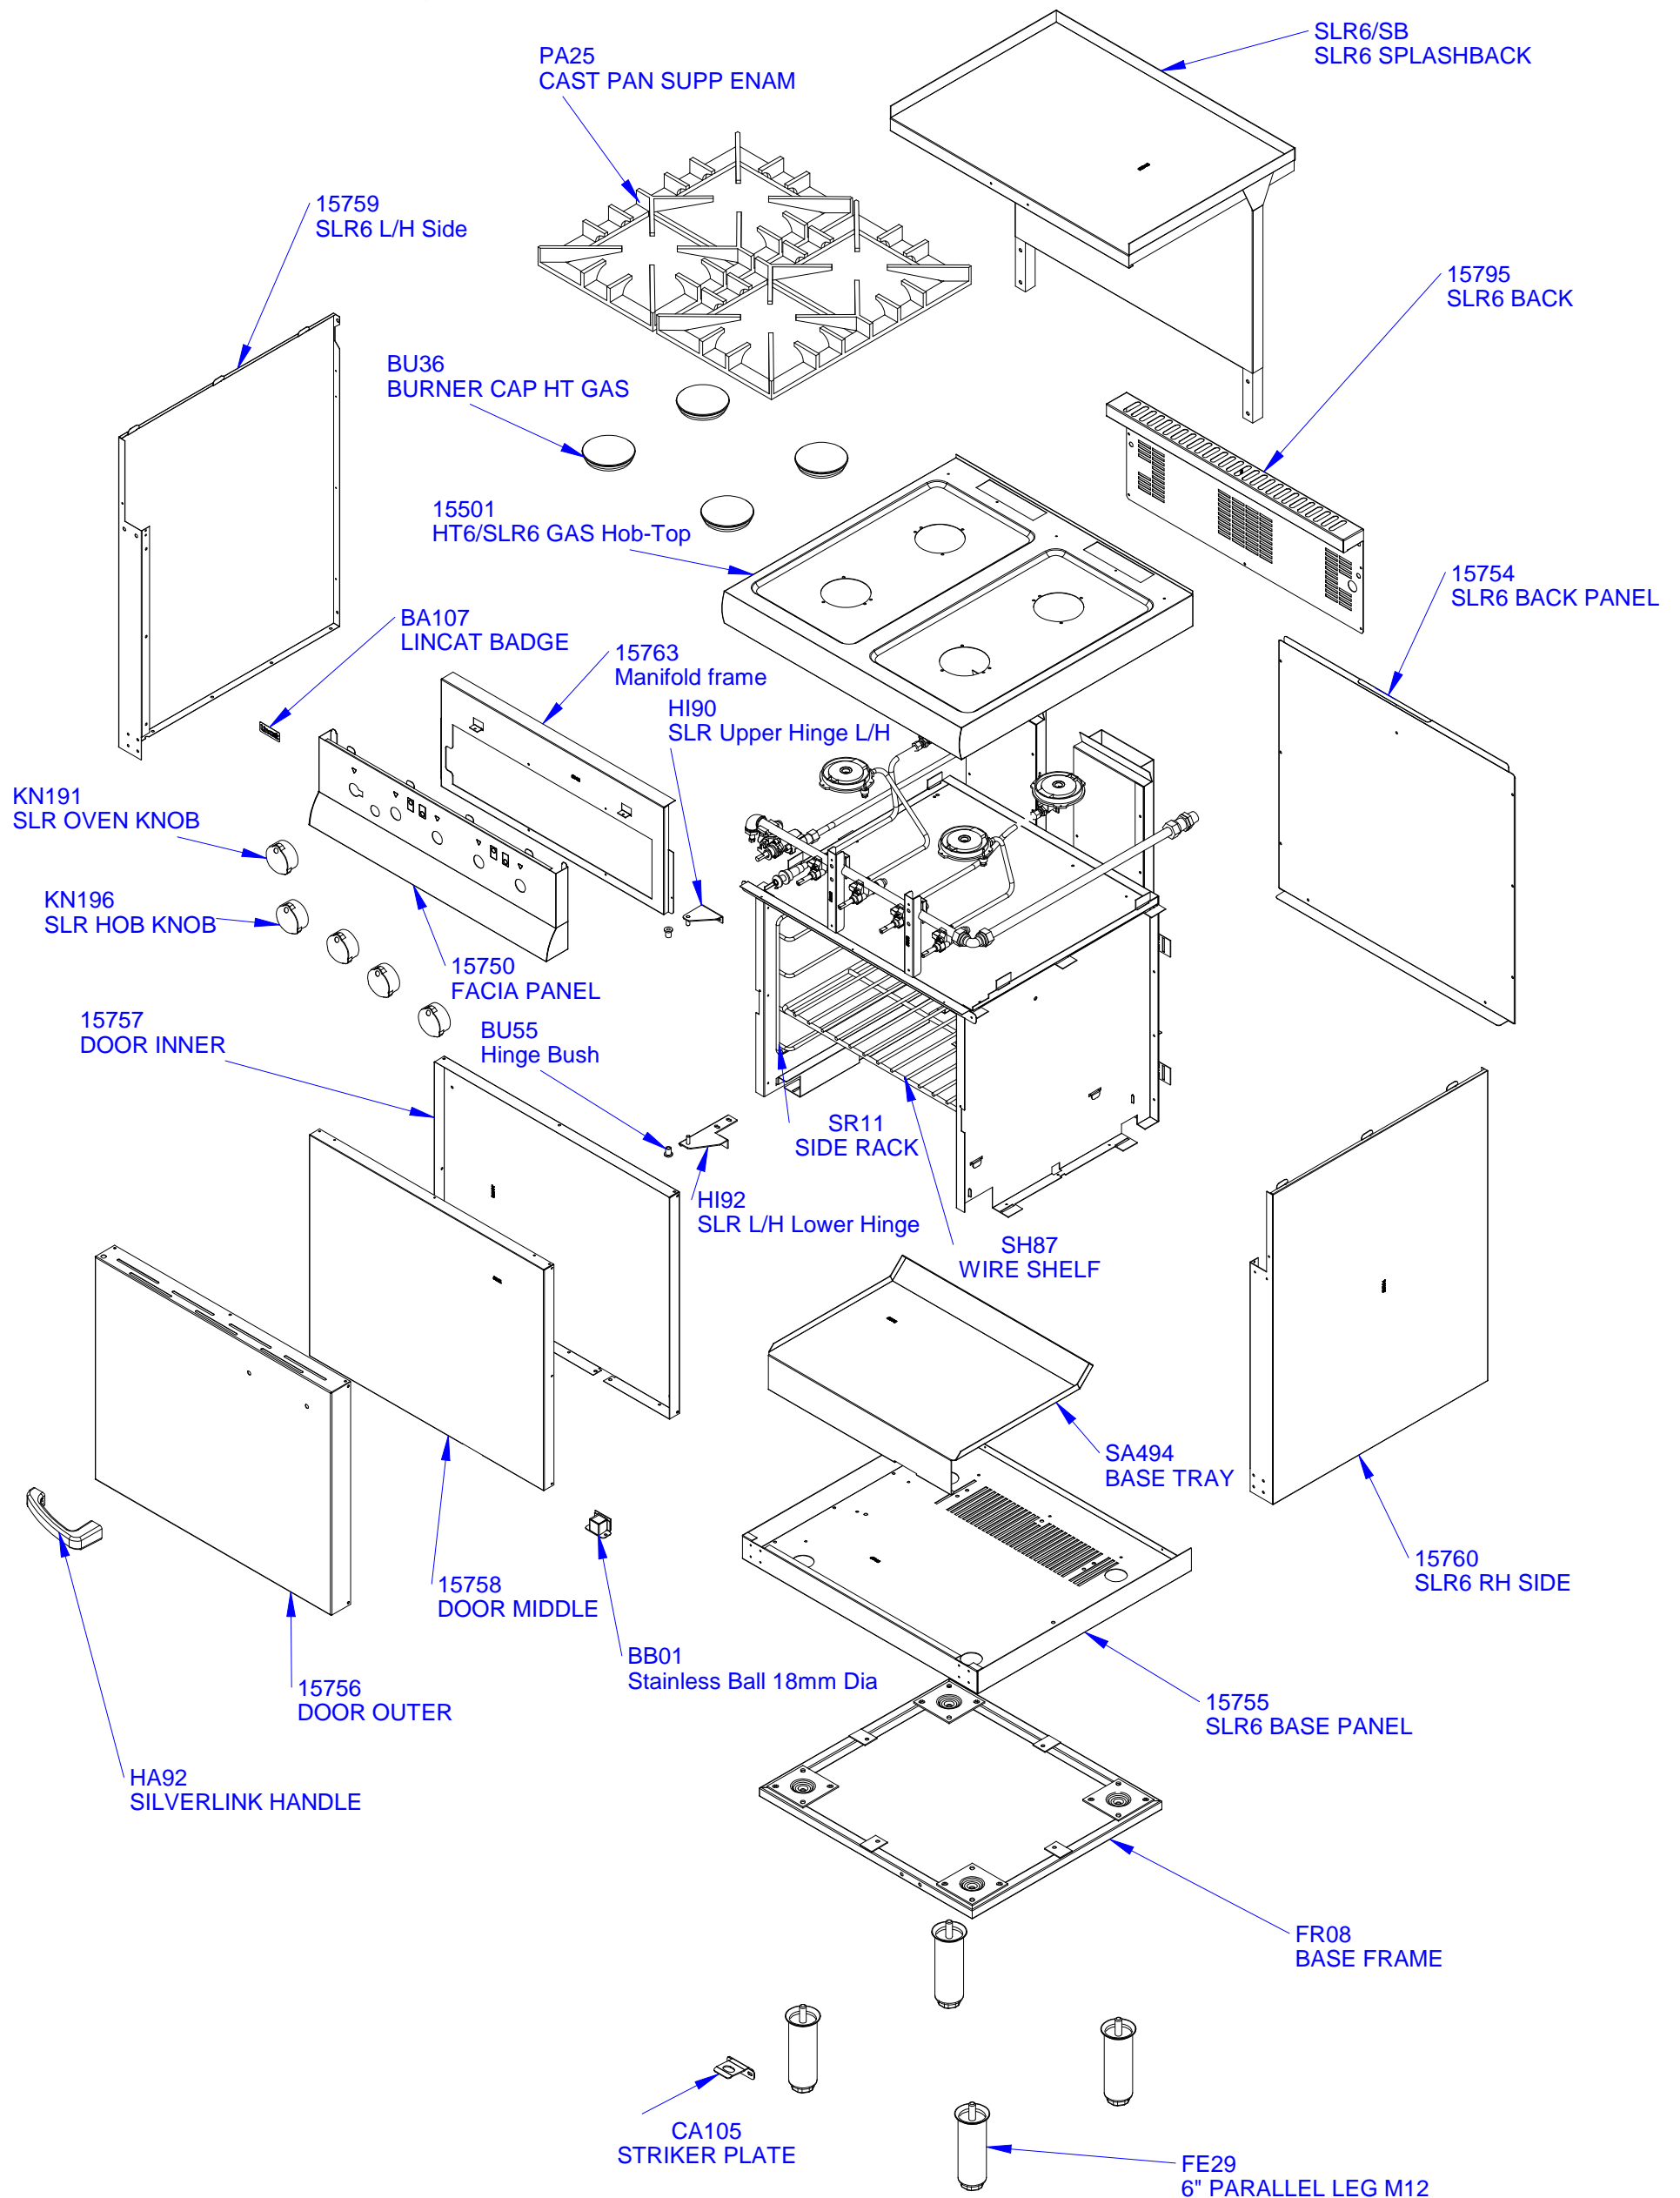 SLR6/SB
SLR6 SPLASHBACK
PA25
CAST PAN SUPP ENAM
15759
SLR6 L/H Side
15795
SLR6 BACK
BU36
BURNER CAP HT GAS
15501
HT6/SLR6 GAS Hob-Top
15754
SLR6 BACK PANEL
BA107
LINCAT BADGE
15763
Manifold frame
HI90
SLR Upper Hinge L/H
KN191
SLR OVEN KNOB
KN196
SLR HOB KNOB
15750
FACIA PANEL
15757
DOOR INNER
BU55
Hinge Bush
SR11
SIDE RACK
HI92
SLR L/H Lower Hinge
SH87
WIRE SHELF
SA494
BASE TRAY
15760
SLR6 RH SIDE
15758
DOOR MIDDLE
BB01
Stainless Ball 18mm Dia
15756
DOOR OUTER
15755
SLR6 BASE PANEL
HA92
SILVERLINK HANDLE
FR08
BASE FRAME
CA105
STRIKER PLATE
FE29
6" PARALLEL LEG M12